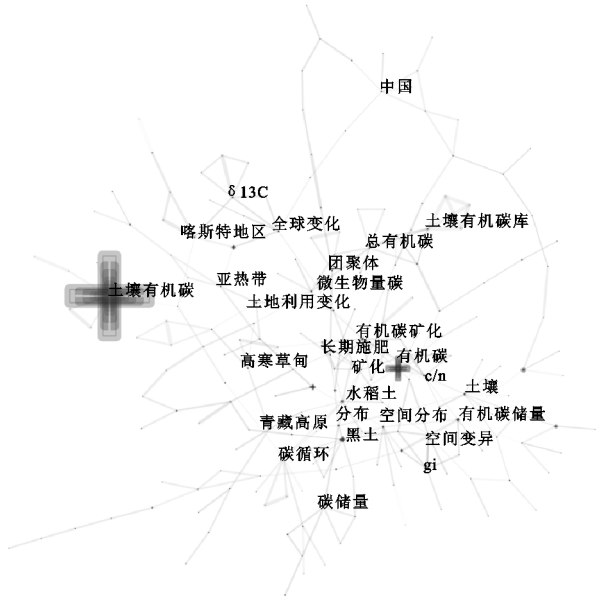 中国
δ13C
土壤有机碳库
喀斯特地区
全球变化
总有机碳
团聚体
亚热带
微生物量碳
土壤有机碳
土地利用变化
有机碳矿化
长期施肥
有机碳
高寒草甸
矿化
c/n
土壤
水稻土
分布
空间分布
有机碳储量
青藏高原
黑土
空间变异
碳循环
gi
碳储量